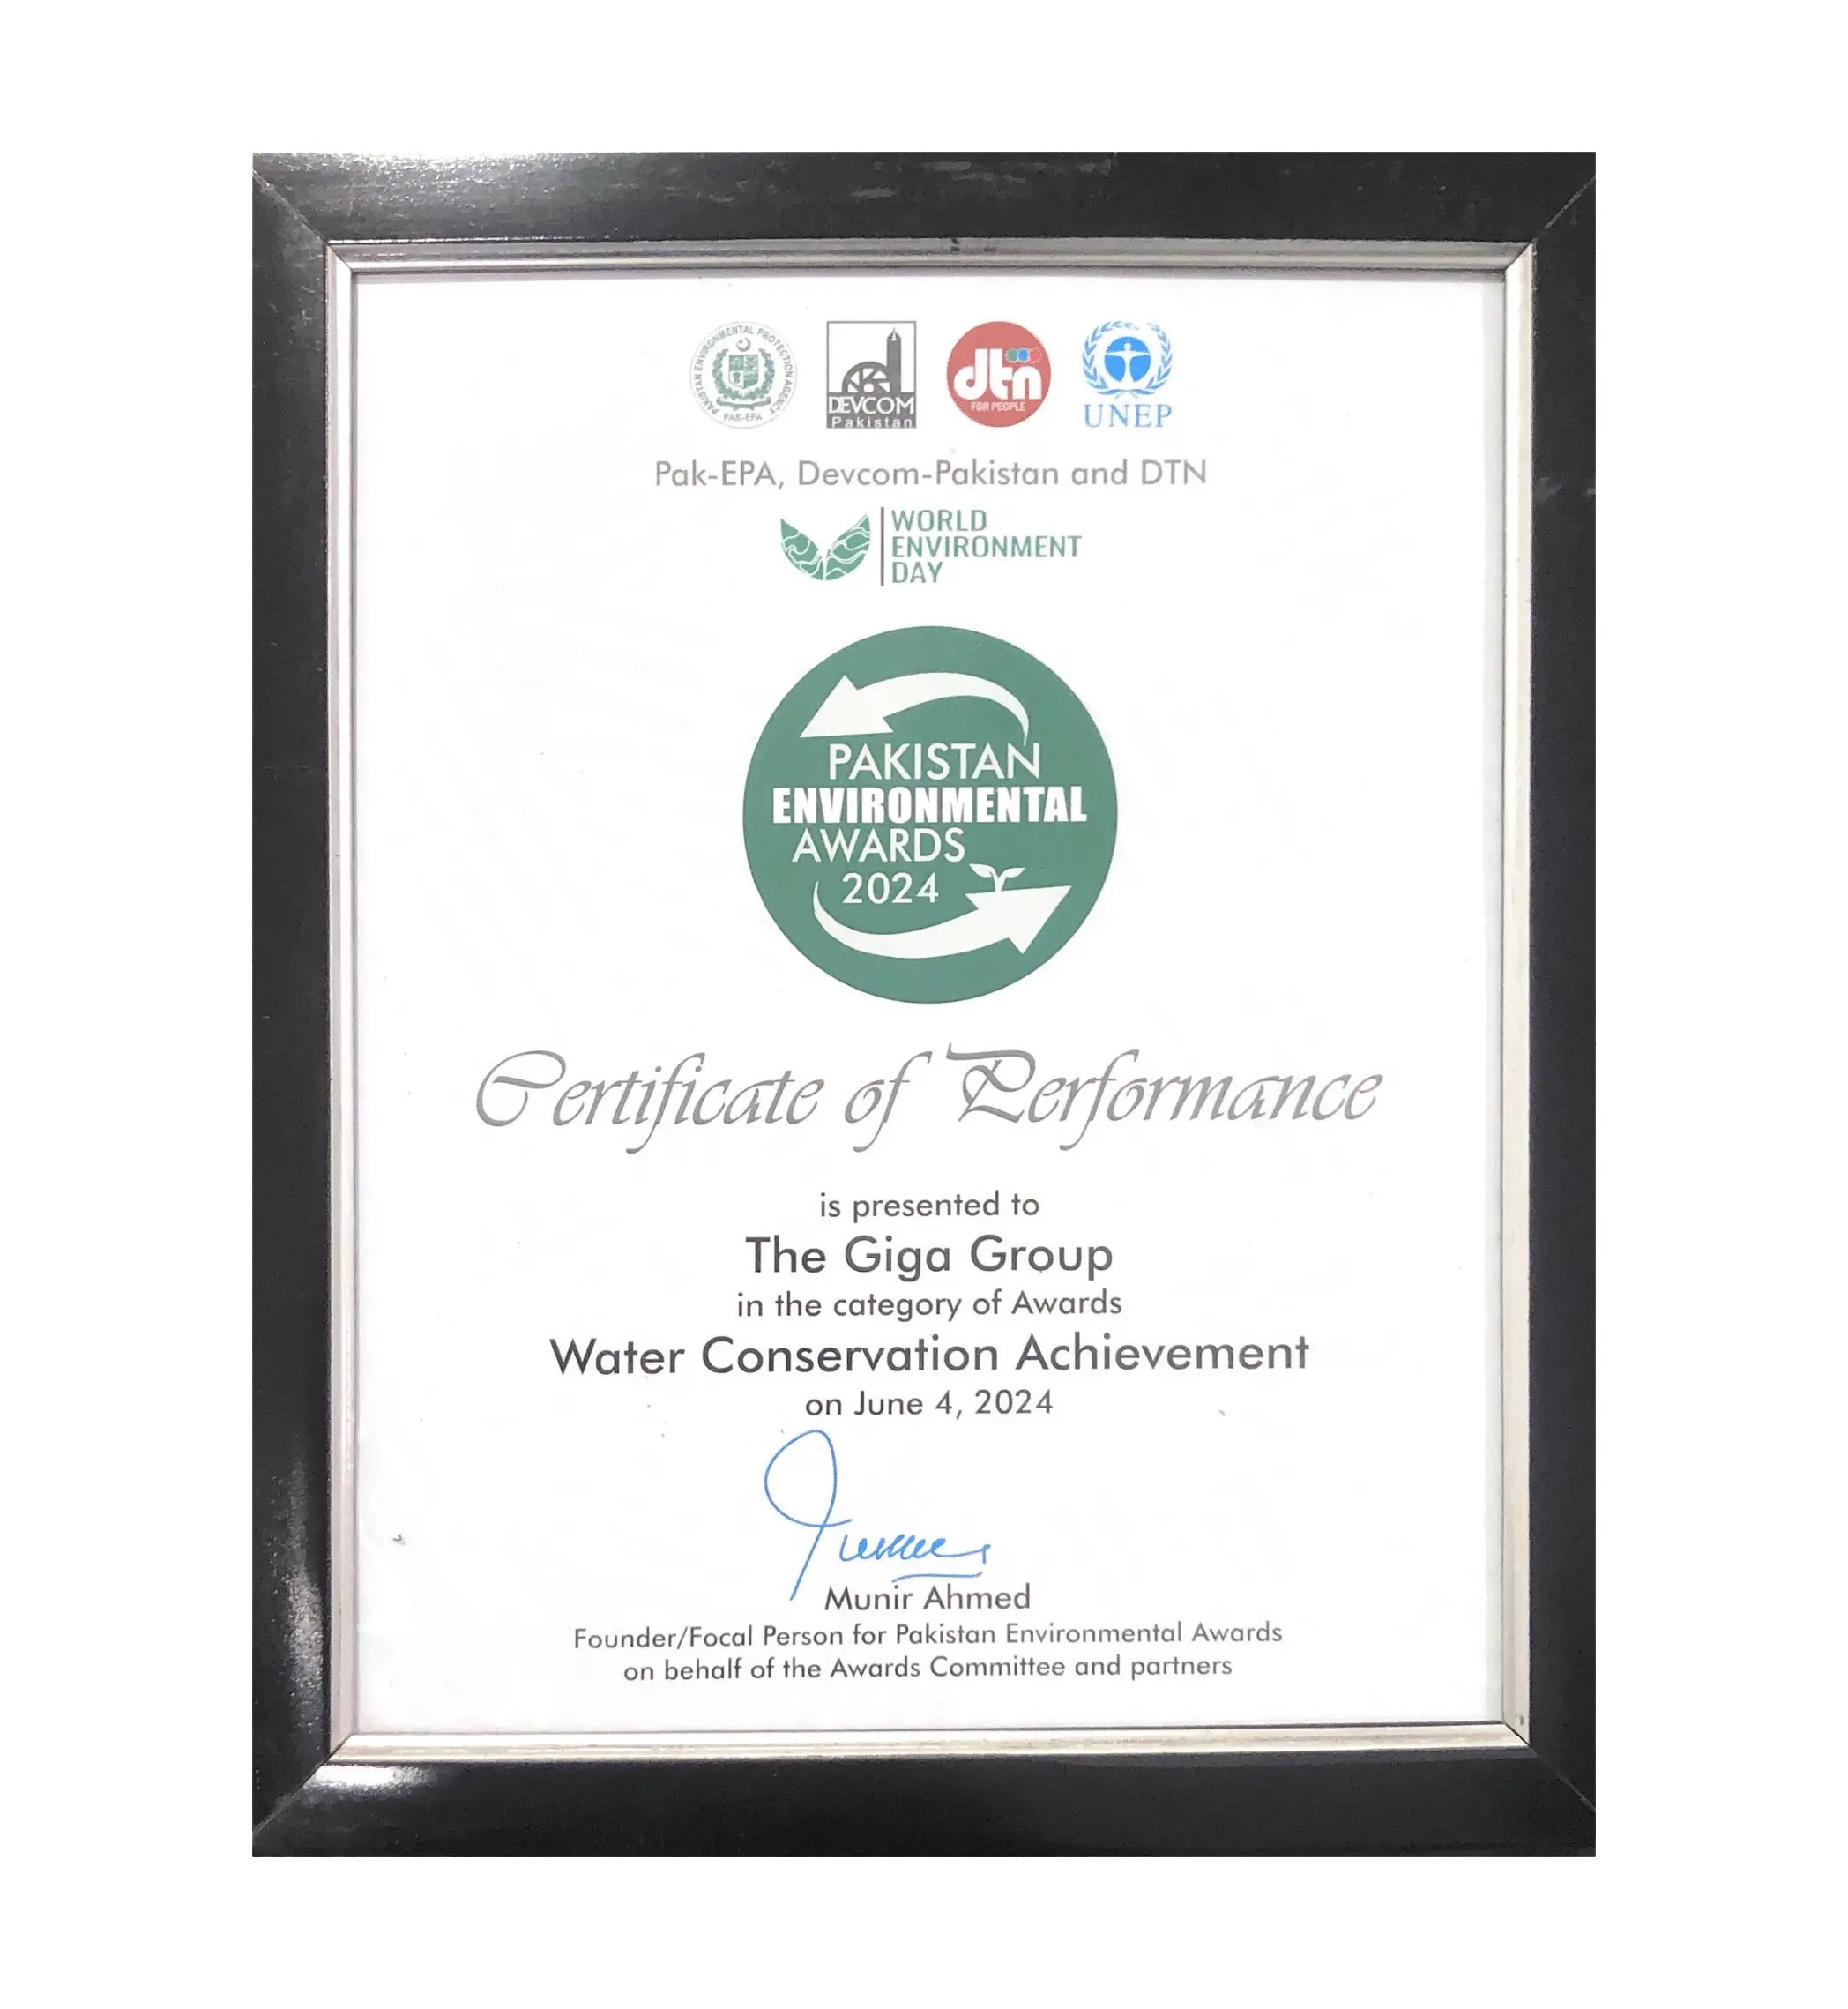 PAKISTAN ENVIRONMENTAL PROTECTION AGENCY
PAK-EPA
DEVCOM
Pakistan
dtn
FOR PEOPLE
UNEP
Pak-EPA, Devcom-Pakistan and DTN
WORLD
ENVIRONMENT
DAY
PAKISTAN
ENVIRONMENTAL
AWARDS
2024
Certificate of Performance
is presented to
The Giga Group
in the category of Awards
Water Conservation Achievement
on June 4, 2024
Munir Ahmed
Founder/Focal Person for Pakistan Environmental Awards
on behalf of the Awards Committee and partners